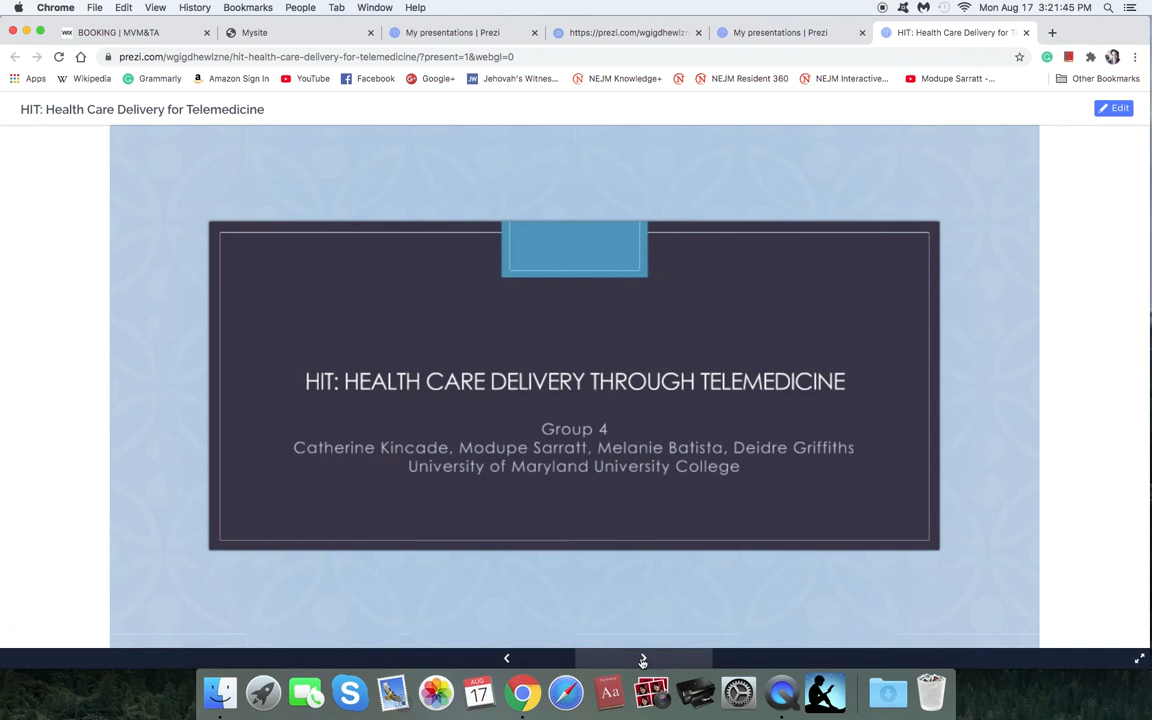 Chrome File Edit View History Bookmarks People Tab Window Help Mon Aug 17 3:21:45 PM
WIX BOOKING | MVM&TA Mysite My presentations | Prezi https://prezi.com/wgigdhewlzn My presentations | Prezi HIT: Health Care Delivery for T
prezi.com/wgigdhewlzne/hit-health-care-delivery-for-telemedicine/?present=1&webgl=0
Apps Wikipedia Grammarly Amazon Sign In YouTube Facebook Google+ JW Jehovah's Witnes... NEJM Knowledge+ NEJM Resident 360 NEJM Interactive... Modupe Sarratt -... Other Bookmarks
HIT: Health Care Delivery for Telemedicine Edit
HIT: HEALTH CARE DELIVERY THROUGH TELEMEDICINE
Group 4
Catherine Kincade, Modupe Sarratt, Melanie Batista, Deidre Griffiths
University of Maryland University College
AUG
17
Aa